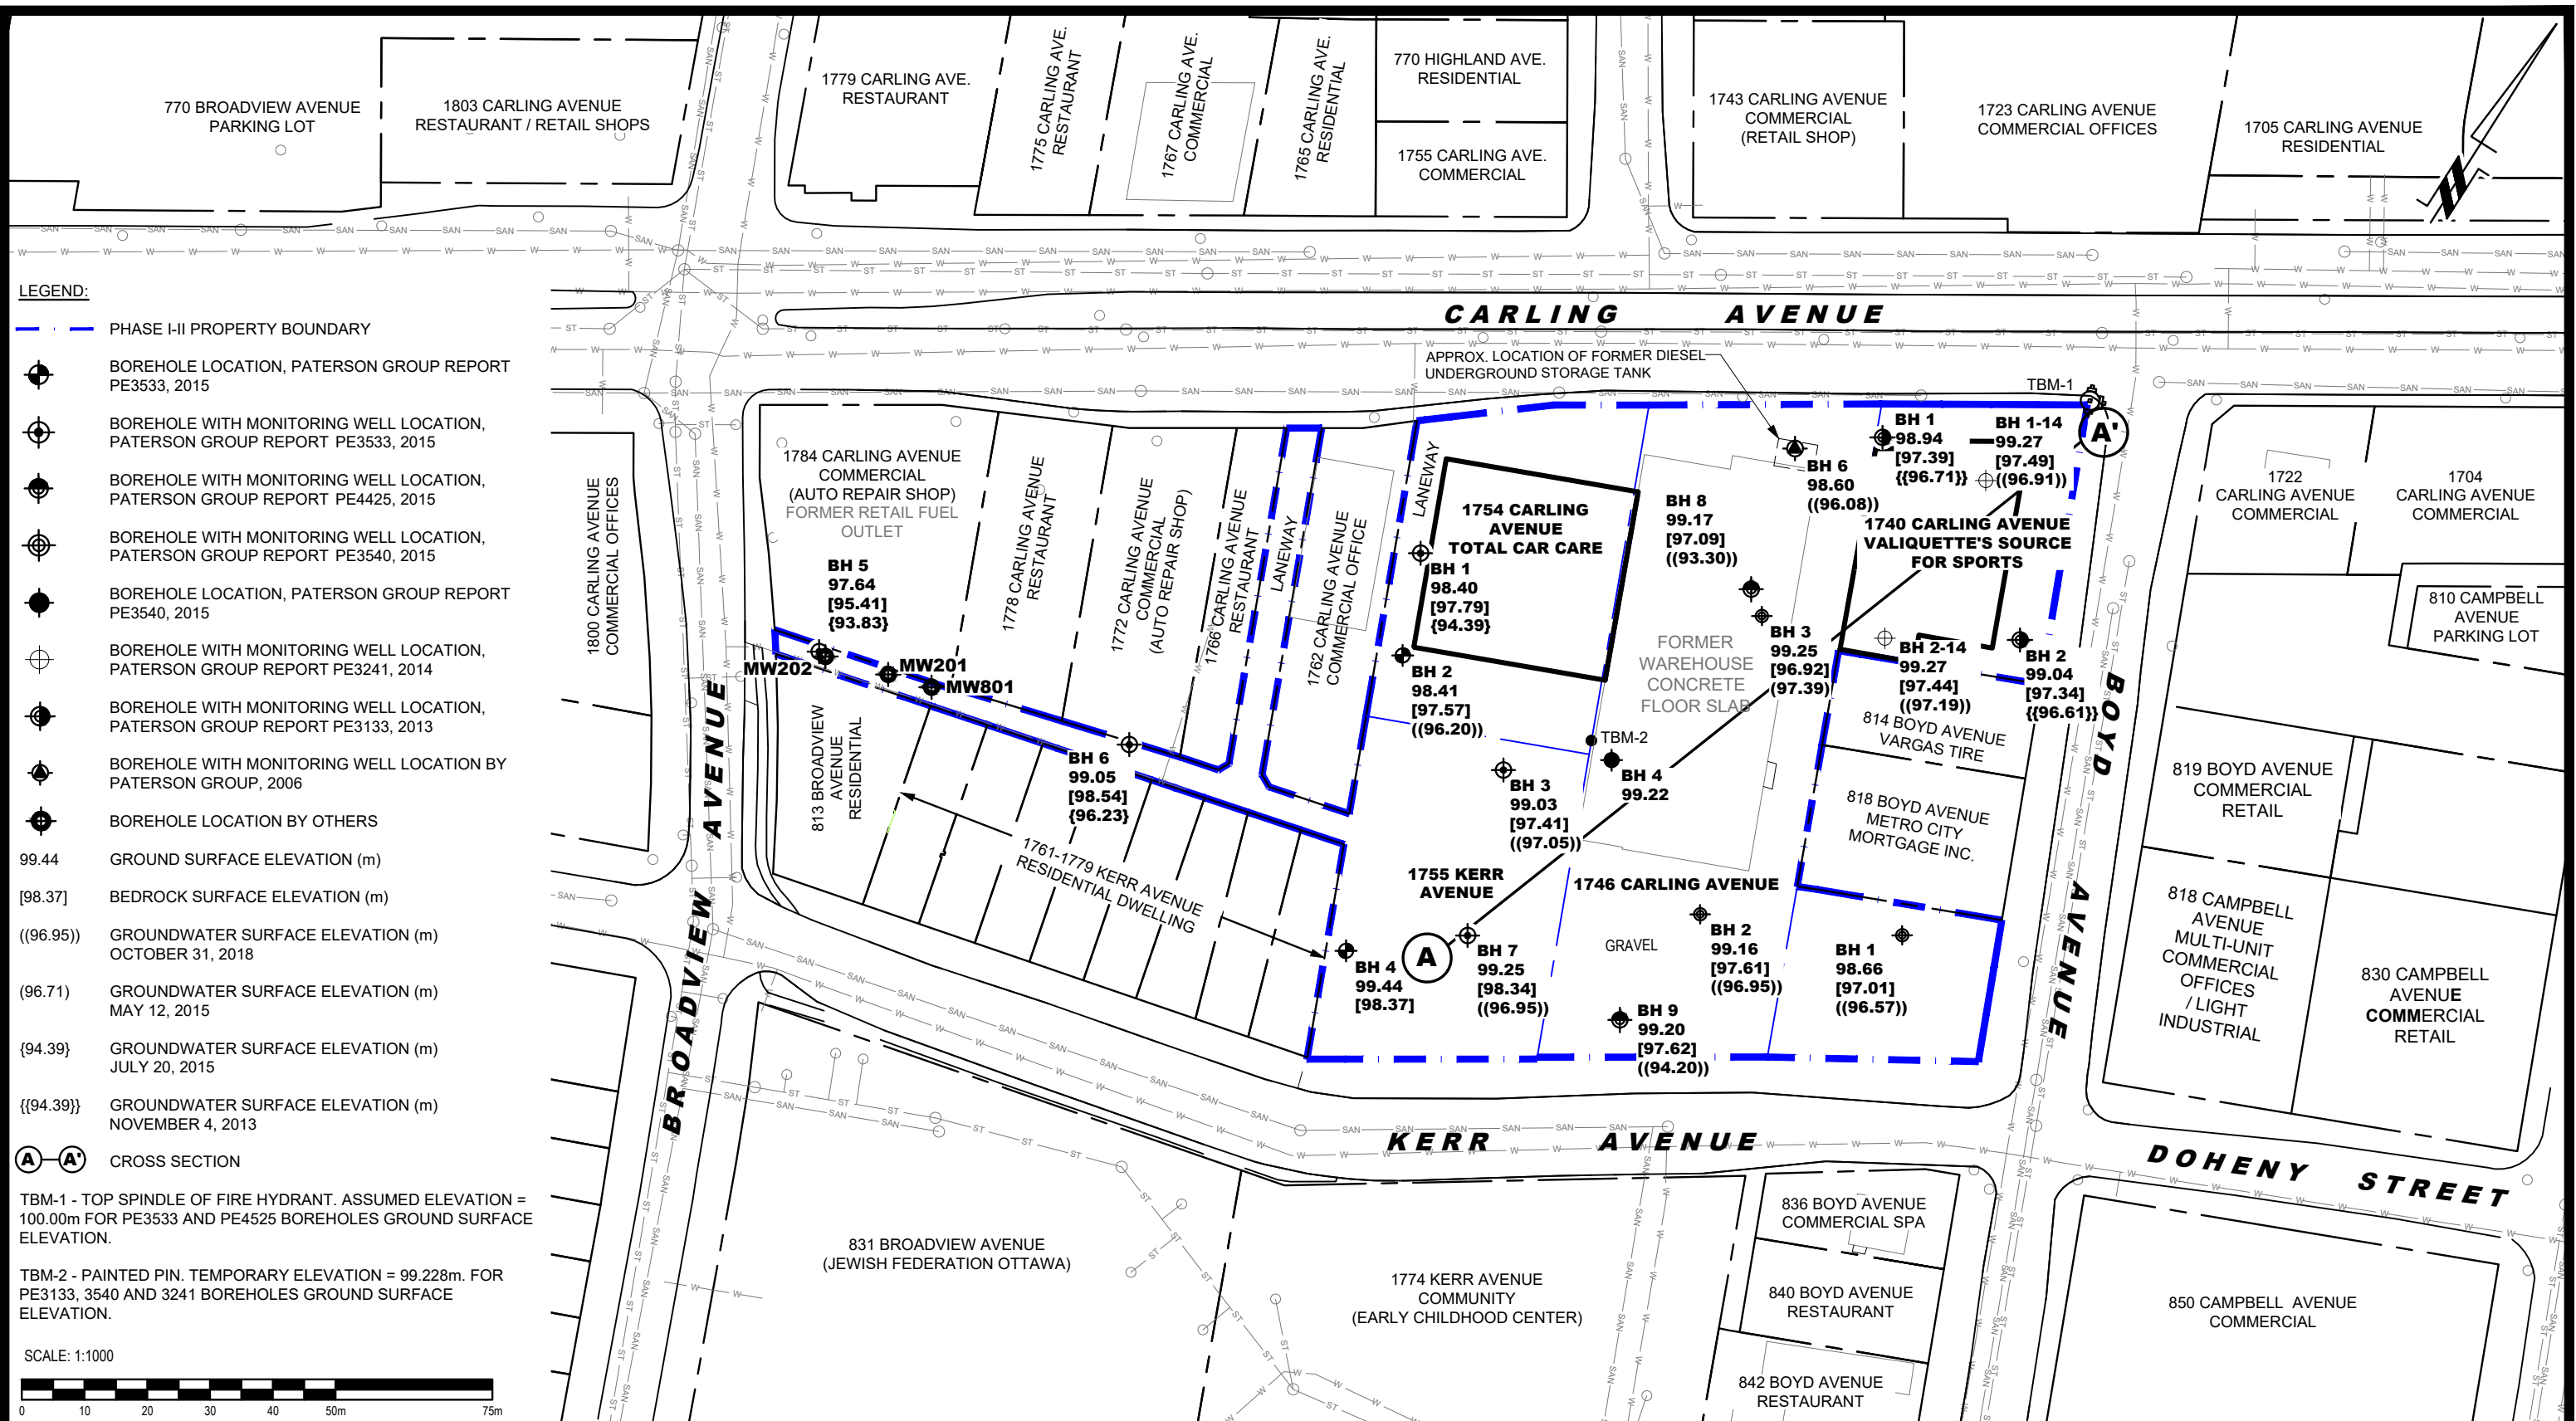 770 BROADVIEW AVENUE
PARKING LOT
1803 CARLING AVENUE
RESTAURANT / RETAIL SHOPS
1779 CARLING AVE.
RESTAURANT
1775 CARLING AVE.
RESTAURANT
1767 CARLING AVE.
COMMERCIAL
1765 CARLING AVE.
RESIDENTIAL
770 HIGHLAND AVE.
RESIDENTIAL
1755 CARLING AVE.
COMMERCIAL
1743 CARLING AVENUE
COMMERCIAL
(RETAIL SHOP)
1723 CARLING AVENUE
COMMERCIAL OFFICES
1705 CARLING AVENUE
RESIDENTIAL
CARLING AVENUE
LEGEND:
PHASE I-II PROPERTY BOUNDARY
BOREHOLE LOCATION, PATERSON GROUP REPORT
PE3533, 2015
BOREHOLE WITH MONITORING WELL LOCATION,
PATERSON GROUP REPORT PE3533, 2015
BOREHOLE WITH MONITORING WELL LOCATION,
PATERSON GROUP REPORT PE4425, 2015
BOREHOLE WITH MONITORING WELL LOCATION,
PATERSON GROUP REPORT PE3540, 2015
BOREHOLE LOCATION, PATERSON GROUP REPORT
PE3540, 2015
BOREHOLE WITH MONITORING WELL LOCATION,
PATERSON GROUP REPORT PE3241, 2014
BOREHOLE WITH MONITORING WELL LOCATION,
PATERSON GROUP REPORT PE3133, 2013
BOREHOLE WITH MONITORING WELL LOCATION BY
PATERSON GROUP, 2006
BOREHOLE LOCATION BY OTHERS
99.44 GROUND SURFACE ELEVATION (m)
[98.37] BEDROCK SURFACE ELEVATION (m)
((96.95)) GROUNDWATER SURFACE ELEVATION (m)
OCTOBER 31, 2018
(96.71) GROUNDWATER SURFACE ELEVATION (m)
MAY 12, 2015
{94.39} GROUNDWATER SURFACE ELEVATION (m)
JULY 20, 2015
{{94.39}} GROUNDWATER SURFACE ELEVATION (m)
NOVEMBER 4, 2013
A A' CROSS SECTION
TBM-1 - TOP SPINDLE OF FIRE HYDRANT. ASSUMED ELEVATION =
100.00m FOR PE3533 AND PE4525 BOREHOLES GROUND SURFACE
ELEVATION.
TBM-2 - PAINTED PIN. TEMPORARY ELEVATION = 99.228m. FOR
PE3133, 3540 AND 3241 BOREHOLES GROUND SURFACE
ELEVATION.
SCALE: 1:1000
0 10 20 30 40 50m 75m
APPROX. LOCATION OF FORMER DIESEL
UNDERGROUND STORAGE TANK
TBM-1
A'
1800 CARLING AVENUE
COMMERCIAL OFFICES
1784 CARLING AVENUE
COMMERCIAL
(AUTO REPAIR SHOP)
FORMER RETAIL FUEL
OUTLET
1778 CARLING AVENUE
RESTAURANT
1772 CARLING AVENUE
COMMERCIAL
(AUTO REPAIR SHOP)
1766 CARLING AVENUE
RESTAURANT
LANEWAY
1762 CARLING AVENUE
COMMERCIAL OFFICE
LANEWAY
1754 CARLING
AVENUE
TOTAL CAR CARE
BH 1
98.40
[97.79]
{94.39}
BH 2
98.41
[97.57]
((96.20))
BH 8
99.17
[97.09]
((93.30))
BH 6
98.60
((96.08))
BH 1
98.94
[97.39]
{{96.71}}
BH 1-14
99.27
[97.49]
((96.91))
1740 CARLING AVENUE
VALIQUETTE'S SOURCE
FOR SPORTS
BH 3
99.25
[96.92]
(97.39)
BH 2-14
99.27
[97.44]
((97.19))
BH 2
99.04
[97.34]
{{96.61}}
FORMER
WAREHOUSE
CONCRETE
FLOOR SLAB
TBM-2
BH 4
99.22
BH 3
99.03
[97.41]
((97.05))
BH 5
97.64
[95.41]
{93.83}
MW202
MW201
MW801
BH 6
99.05
[98.54]
{96.23}
813 BROADVIEW
AVENUE
RESIDENTIAL
1761-1779 KERR AVENUE
RESIDENTIAL DWELLING
1755 KERR
AVENUE
1746 CARLING AVENUE
A
BH 4
99.44
[98.37]
BH 7
99.25
[98.34]
((96.95))
GRAVEL
BH 9
99.20
[97.62]
((94.20))
BH 2
99.16
[97.61]
((96.95))
BH 1
98.66
[97.01]
((96.57))
814 BOYD AVENUE
VARGAS TIRE
818 BOYD AVENUE
METRO CITY
MORTGAGE INC.
1722
CARLING AVENUE
COMMERCIAL
1704
CARLING AVENUE
COMMERCIAL
810 CAMPBELL
AVENUE
PARKING LOT
819 BOYD AVENUE
COMMERCIAL
RETAIL
818 CAMPBELL
AVENUE
MULTI-UNIT
COMMERCIAL
OFFICES
/ LIGHT
INDUSTRIAL
830 CAMPBELL
AVENUE
COMMERCIAL
RETAIL
BROADVIEW AVENUE
BOYD AVENUE
KERR AVENUE
DOHENY STREET
831 BROADVIEW AVENUE
(JEWISH FEDERATION OTTAWA)
1774 KERR AVENUE
COMMUNITY
(EARLY CHILDHOOD CENTER)
836 BOYD AVENUE
COMMERCIAL SPA
840 BOYD AVENUE
RESTAURANT
842 BOYD AVENUE
RESTAURANT
850 CAMPBELL AVENUE
COMMERCIAL